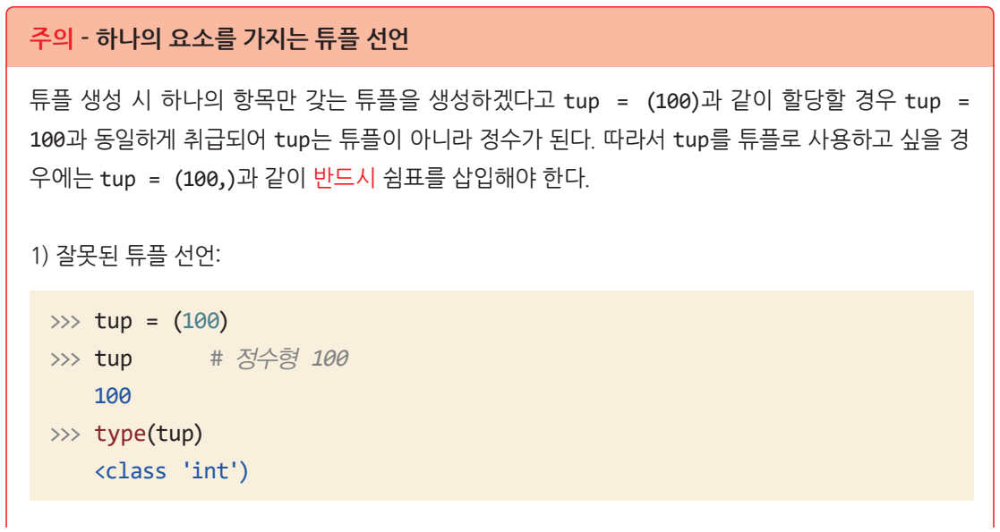 주의 - 하나의 요소를 가지는 튜플 선언
튜플 생성 시 하나의 항목만 갖는 튜플을 생성하겠다고 tup = (100)과 같이 할당할 경우 tup =
100과 동일하게 취급되어 tup는 튜플이 아니라 정수가 된다. 따라서 tup를 튜플로 사용하고 싶을 경
우에는 tup = (100,)과 같이 반드시 쉼표를 삽입해야 한다.
1) 잘못된 튜플 선언:
>>> tup = (100)
>>> tup # 정수형 100
100
>>> type(tup)
<class 'int')